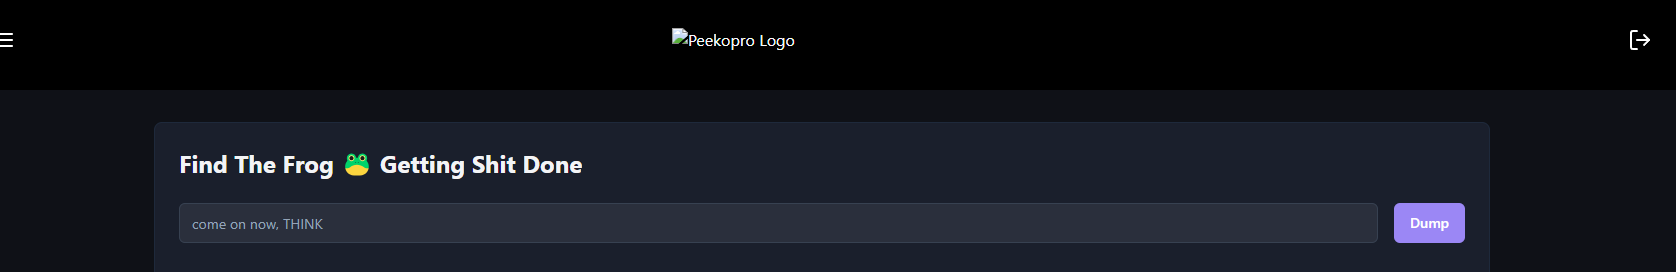 Peekopro Logo
Find The Frog 🐸 Getting Shit Done
come on now, THINK
Dump